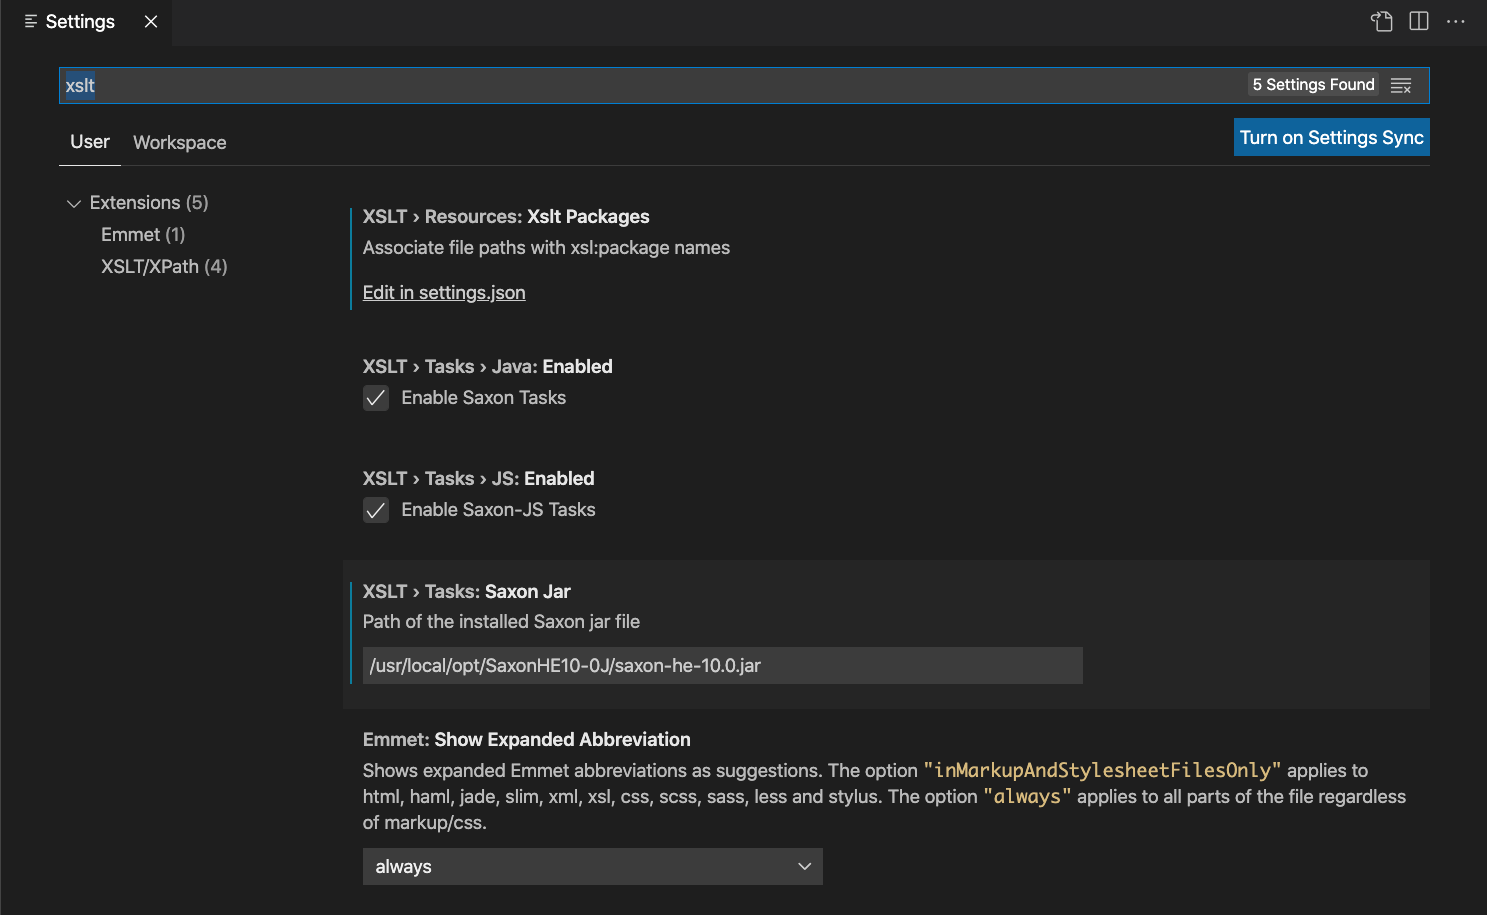 Settings
xslt
5 Settings Found
User
Workspace
Turn on Settings Sync
Extensions (5)
Emmet (1)
XSLT/XPath (4)
XSLT › Resources: Xslt Packages
Associate file paths with xsl:package names
Edit in settings.json
XSLT › Tasks › Java: Enabled
Enable Saxon Tasks
XSLT › Tasks › JS: Enabled
Enable Saxon-JS Tasks
XSLT › Tasks: Saxon Jar
Path of the installed Saxon jar file
/usr/local/opt/SaxonHE10-0J/saxon-he-10.0.jar
Emmet: Show Expanded Abbreviation
Shows expanded Emmet abbreviations as suggestions. The option "inMarkupAndStylesheetFilesOnly" applies to
html, haml, jade, slim, xml, xsl, css, scss, sass, less and stylus. The option "always" applies to all parts of the file regardless
of markup/css.
always